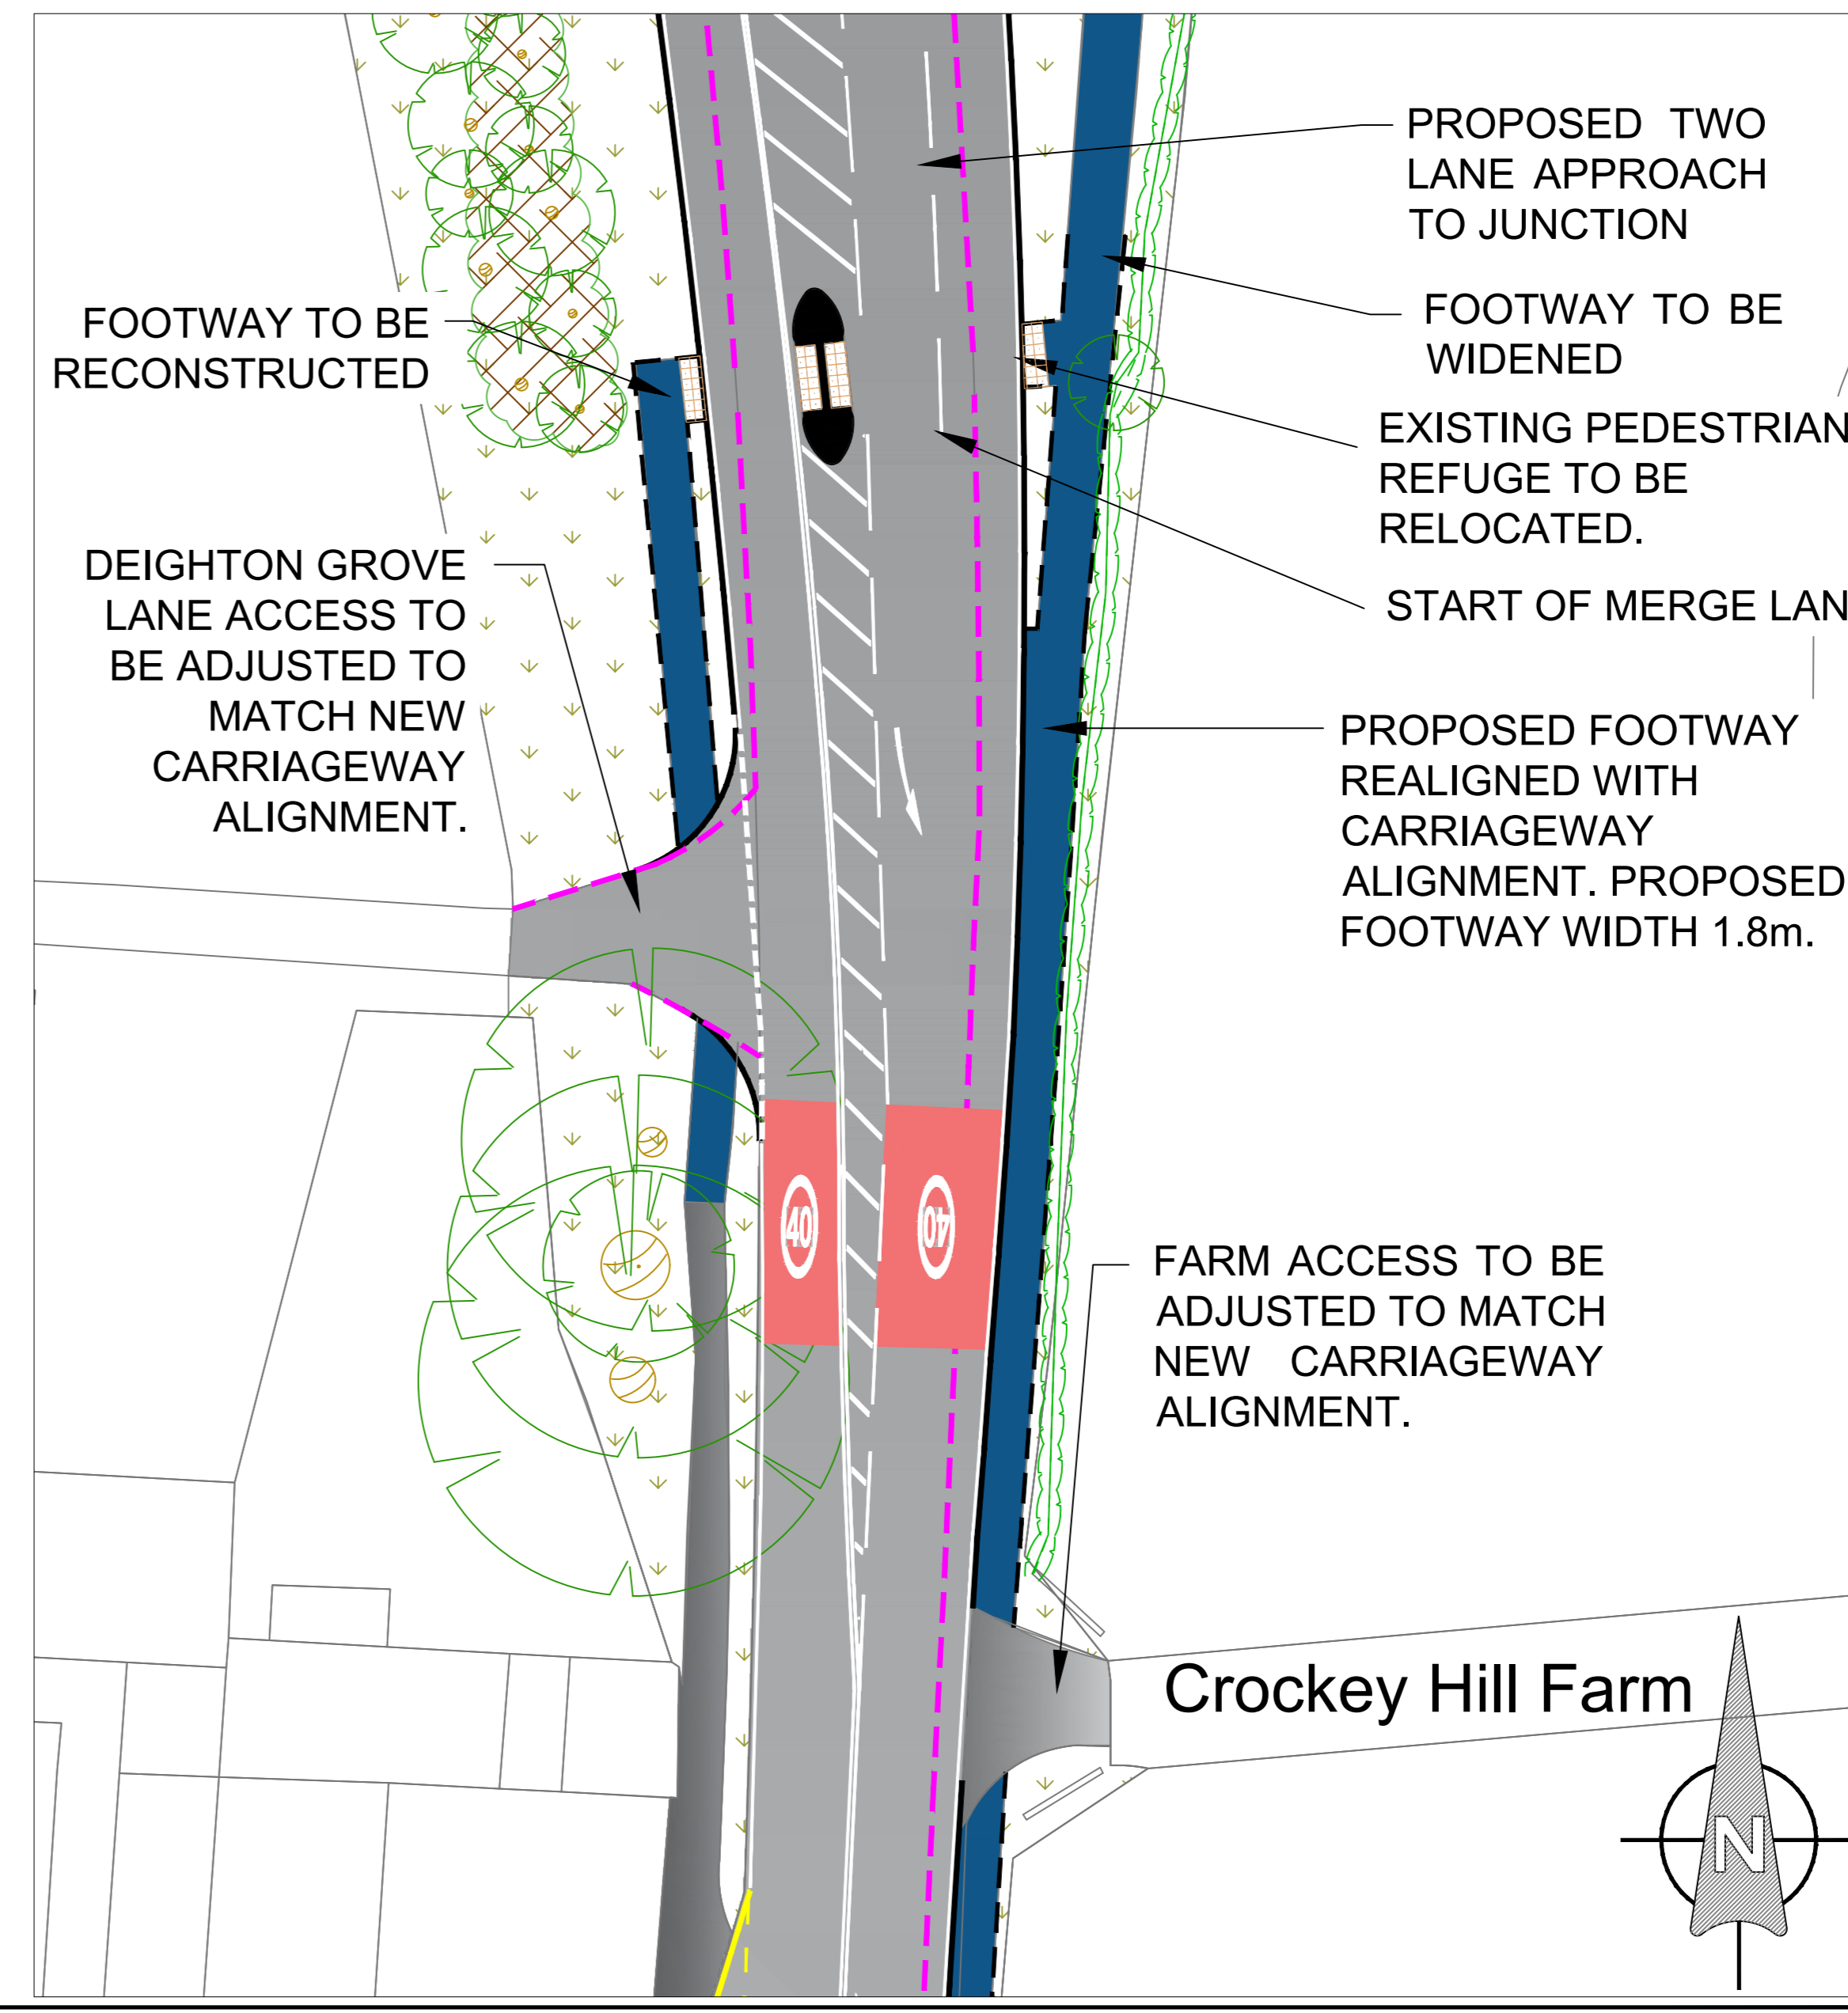 PROPOSED TWO
LANE APPROACH
TO JUNCTION
FOOTWAY TO BE
WIDENED
EXISTING PEDESTRIAN
REFUGE TO BE
RELOCATED.
START OF MERGE LAN
PROPOSED FOOTWAY
REALIGNED WITH
CARRIAGEWAY
ALIGNMENT. PROPOSED
FOOTWAY WIDTH 1.8m.
FOOTWAY TO BE
RECONSTRUCTED
DEIGHTON GROVE
LANE ACCESS TO
BE ADJUSTED TO
MATCH NEW
CARRIAGEWAY
ALIGNMENT.
40
40
FARM ACCESS TO BE
ADJUSTED TO MATCH
NEW CARRIAGEWAY
ALIGNMENT.
Crockey Hill Farm
N